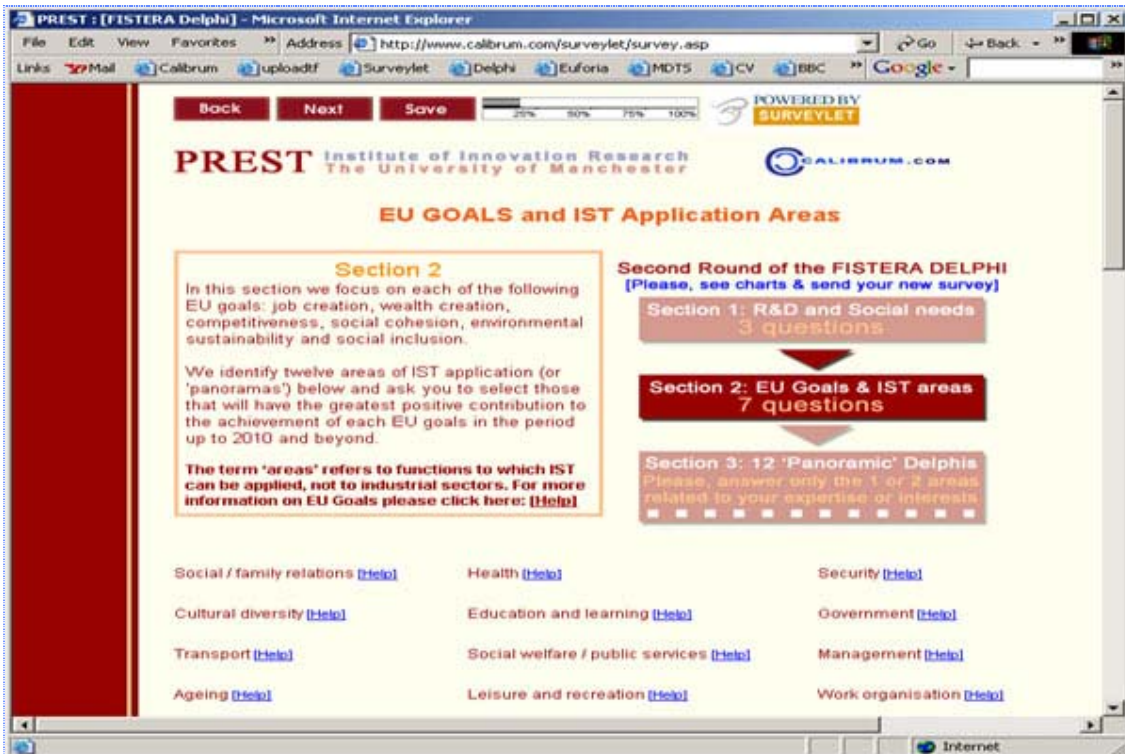 PREST : [FISTERA Delphi] - Microsoft Internet Explorer
File Edit View Favorites » Address http://www.calibrum.com/surveylet/survey.asp Go Back »
Links Mail Calibrum uploadtf Surveylet Delphi Euforia MDTS CV BBC » Google »
Back Next Save 25% 50% 75% 100% POWERED BY
SURVEYLET
PREST Institute of Innovation Research
The University of Manchester
CALIBRUM.COM
EU GOALS and IST Application Areas
Section 2
In this section we focus on each of the following
EU goals: job creation, wealth creation,
competitiveness, social cohesion, environmental
sustainability and social inclusion.
We identify twelve areas of IST application (or
'panoramas') below and ask you to select those
that will have the greatest positive contribution to
the achievement of each EU goals in the period
up to 2010 and beyond.
The term 'areas' refers to functions to which IST
can be applied, not to industrial sectors. For more
information on EU Goals please click here: [Help]
Second Round of the FISTERA DELPHI
[Please, see charts & send your new survey]
Section 1: R&D and Social needs
3 questions
Section 2: EU Goals & IST areas
7 questions
Section 3: 12 'Panoramic' Delphis
Please, answer only the 1 or 2 areas
related to your expertise or interests
Social / family relations [Help] Health [Help] Security [Help]
Cultural diversity [Help] Education and learning [Help] Government [Help]
Transport [Help] Social welfare / public services [Help] Management [Help]
Ageing [Help] Leisure and recreation [Help] Work organisation [Help]
Internet